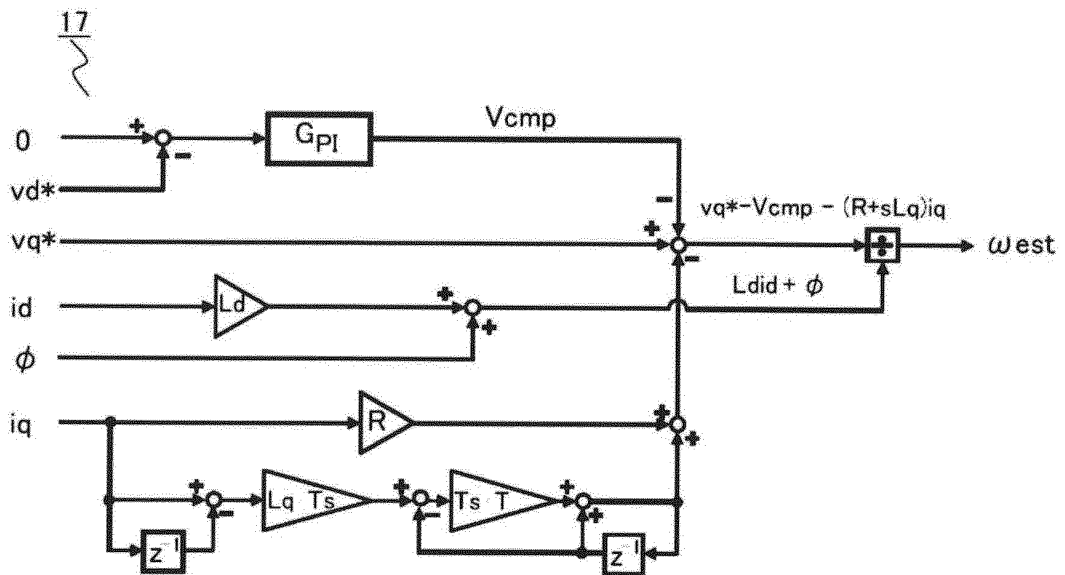 17
0
+
−
GPI
Vcmp
vd*
−
vq*-Vcmp - (R+sLq)iq
vq*
+
−
÷
ωest
id
Ld
+
+
Ldid + φ
φ
iq
R
+
+
+
−
Lq Ts
+
−
Ts T
+
+
z⁻¹
z⁻¹